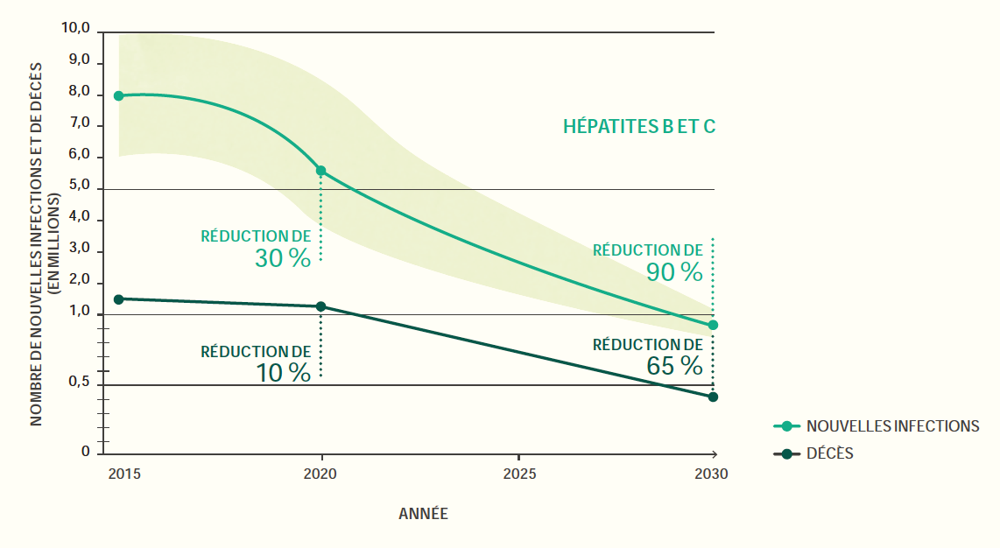 NOMBRE DE NOUVELLES INFECTIONS ET DE DÉCÈS
(EN MILLIONS)
10,0
9,0
8,0
7,0
6,0
5,0
4,0
3,0
2,0
1,0
0,5
0
HÉPATITES B ET C
RÉDUCTION DE
30 %
RÉDUCTION DE
90 %
RÉDUCTION DE
10 %
RÉDUCTION DE
65 %
NOUVELLES INFECTIONS
DÉCÈS
2015
2020
2025
2030
ANNÉE